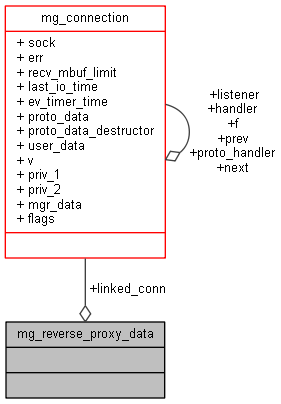 mg_connection
+ sock
+ err
+ recv_mbuf_limit
+ last_io_time
+ ev_timer_time
+ proto_data
+ proto_data_destructor
+ user_data
+ v
+ priv_1
+ priv_2
+ mgr_data
+ flags
+listener
+handler
+f
+prev
+proto_handler
+next
+linked_conn
mg_reverse_proxy_data